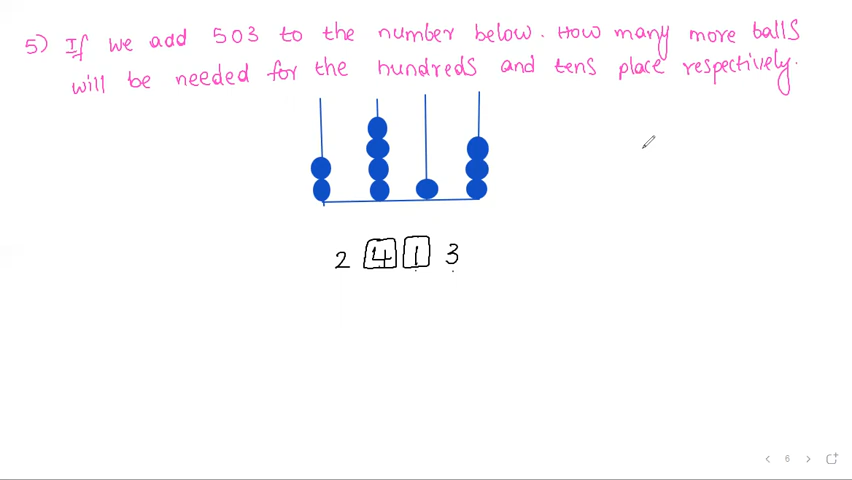 5) If we add 503 to the number below. How many more balls
will be needed for the hundreds and tens place respectively.
2 4 1 3
6